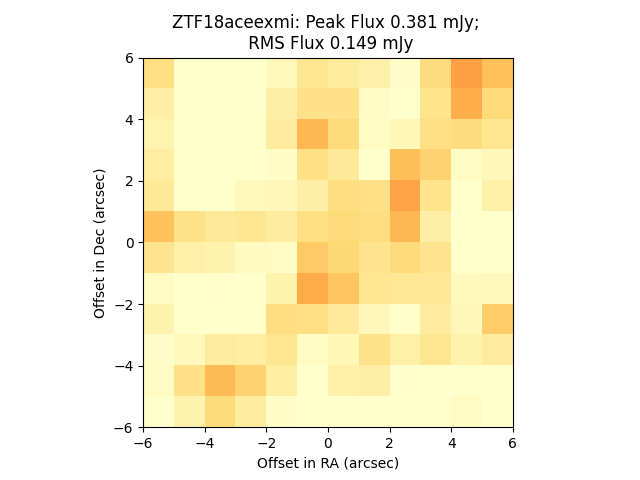 ZTF18aceexmi: Peak Flux 0.381 mJy;
RMS Flux 0.149 mJy
6
4
2
0
−2
−4
−6
Offset in Dec (arcsec)
−6 −4 −2 0 2 4 6
Offset in RA (arcsec)